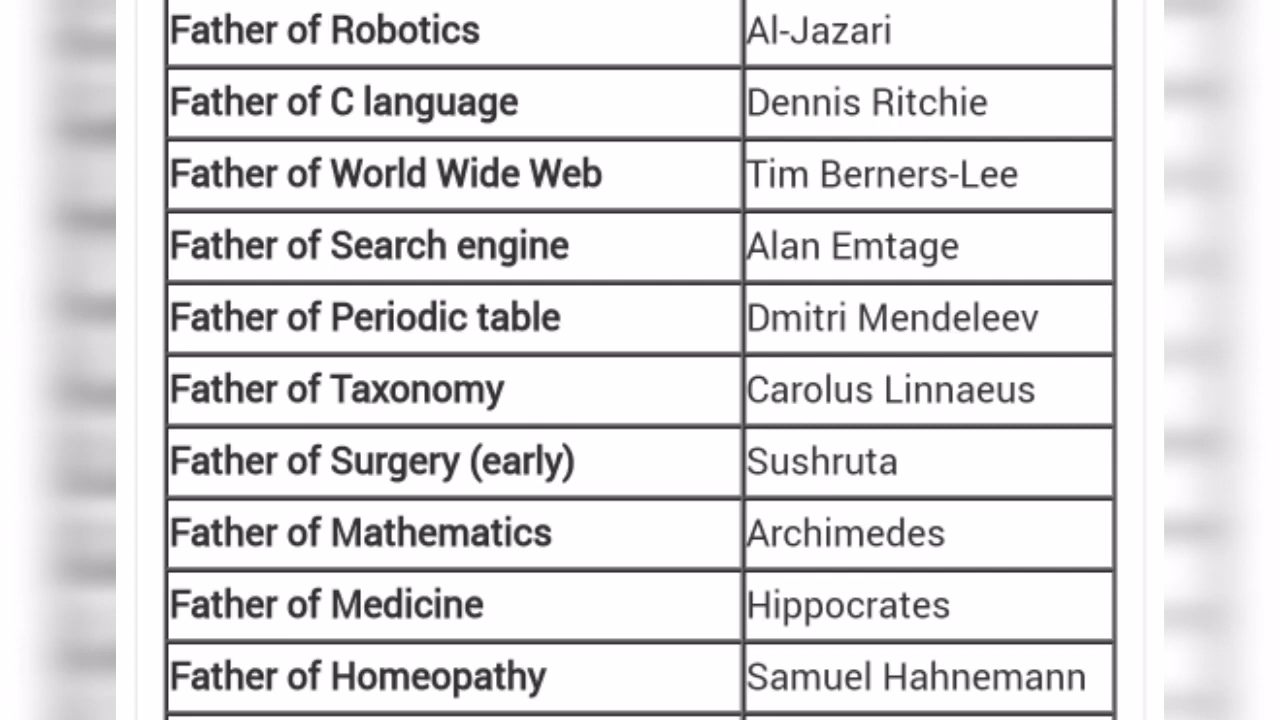 Father of Robotics Al-Jazari
Father of C language Dennis Ritchie
Father of World Wide Web Tim Berners-Lee
Father of Search engine Alan Emtage
Father of Periodic table Dmitri Mendeleev
Father of Taxonomy Carolus Linnaeus
Father of Surgery (early) Sushruta
Father of Mathematics Archimedes
Father of Medicine Hippocrates
Father of Homeopathy Samuel Hahnemann